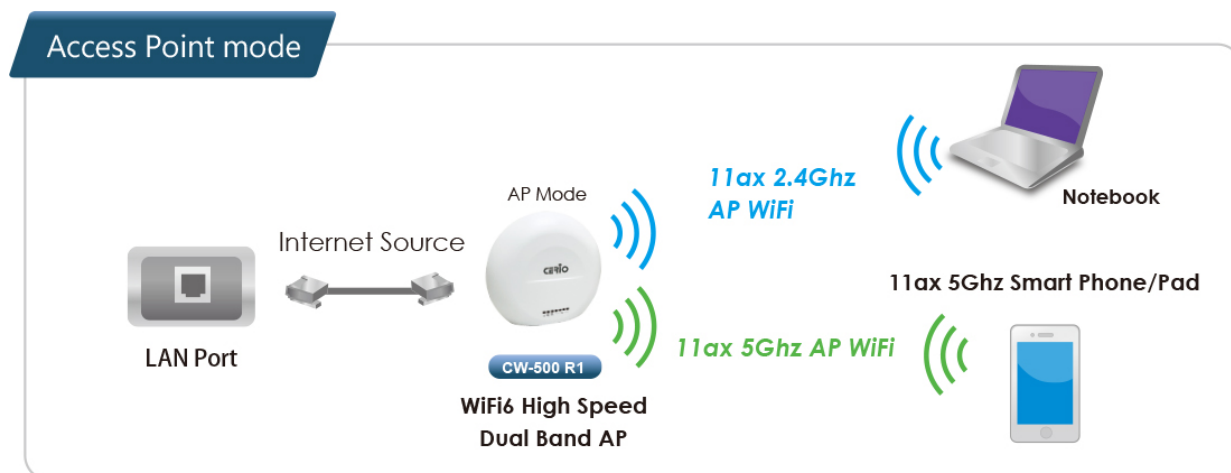 Access Point mode
AP Mode
Internet Source
LAN Port
CERIO
CW-500 R1
WiFi6 High Speed
Dual Band AP
11ax 2.4Ghz
AP WiFi
Notebook
11ax 5Ghz AP WiFi
11ax 5Ghz Smart Phone/Pad